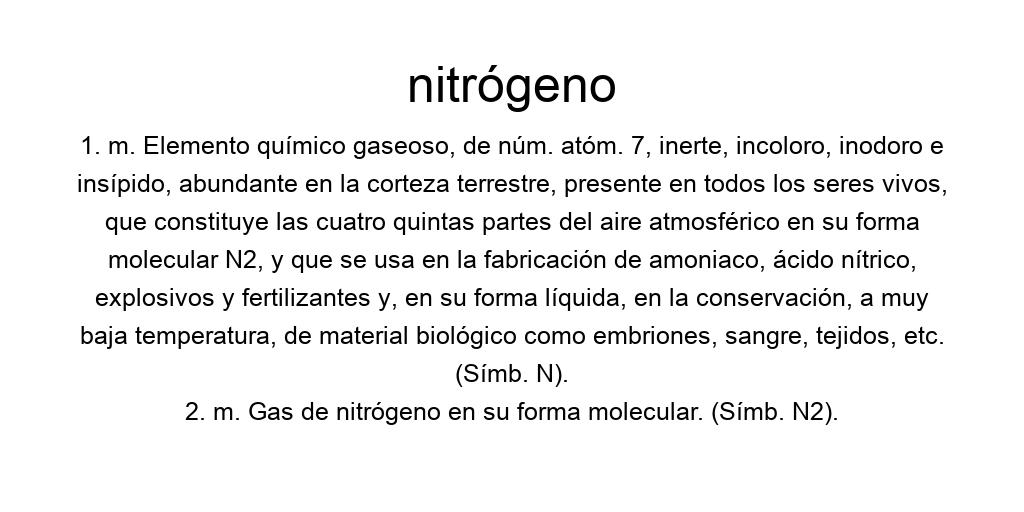 nitrógeno
1. m. Elemento químico gaseoso, de núm. atóm. 7, inerte, incoloro, inodoro e
insípido, abundante en la corteza terrestre, presente en todos los seres vivos,
que constituye las cuatro quintas partes del aire atmosférico en su forma
molecular N2, y que se usa en la fabricación de amoniaco, ácido nítrico,
explosivos y fertilizantes y, en su forma líquida, en la conservación, a muy
baja temperatura, de material biológico como embriones, sangre, tejidos, etc.
(Símb. N).
2. m. Gas de nitrógeno en su forma molecular. (Símb. N2).